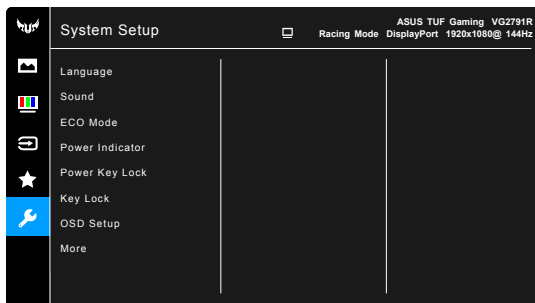 System Setup
ASUS TUF Gaming VG2791R
Racing Mode DisplayPort 1920x1080@ 144Hz
Language
Sound
ECO Mode
Power Indicator
Power Key Lock
Key Lock
OSD Setup
More